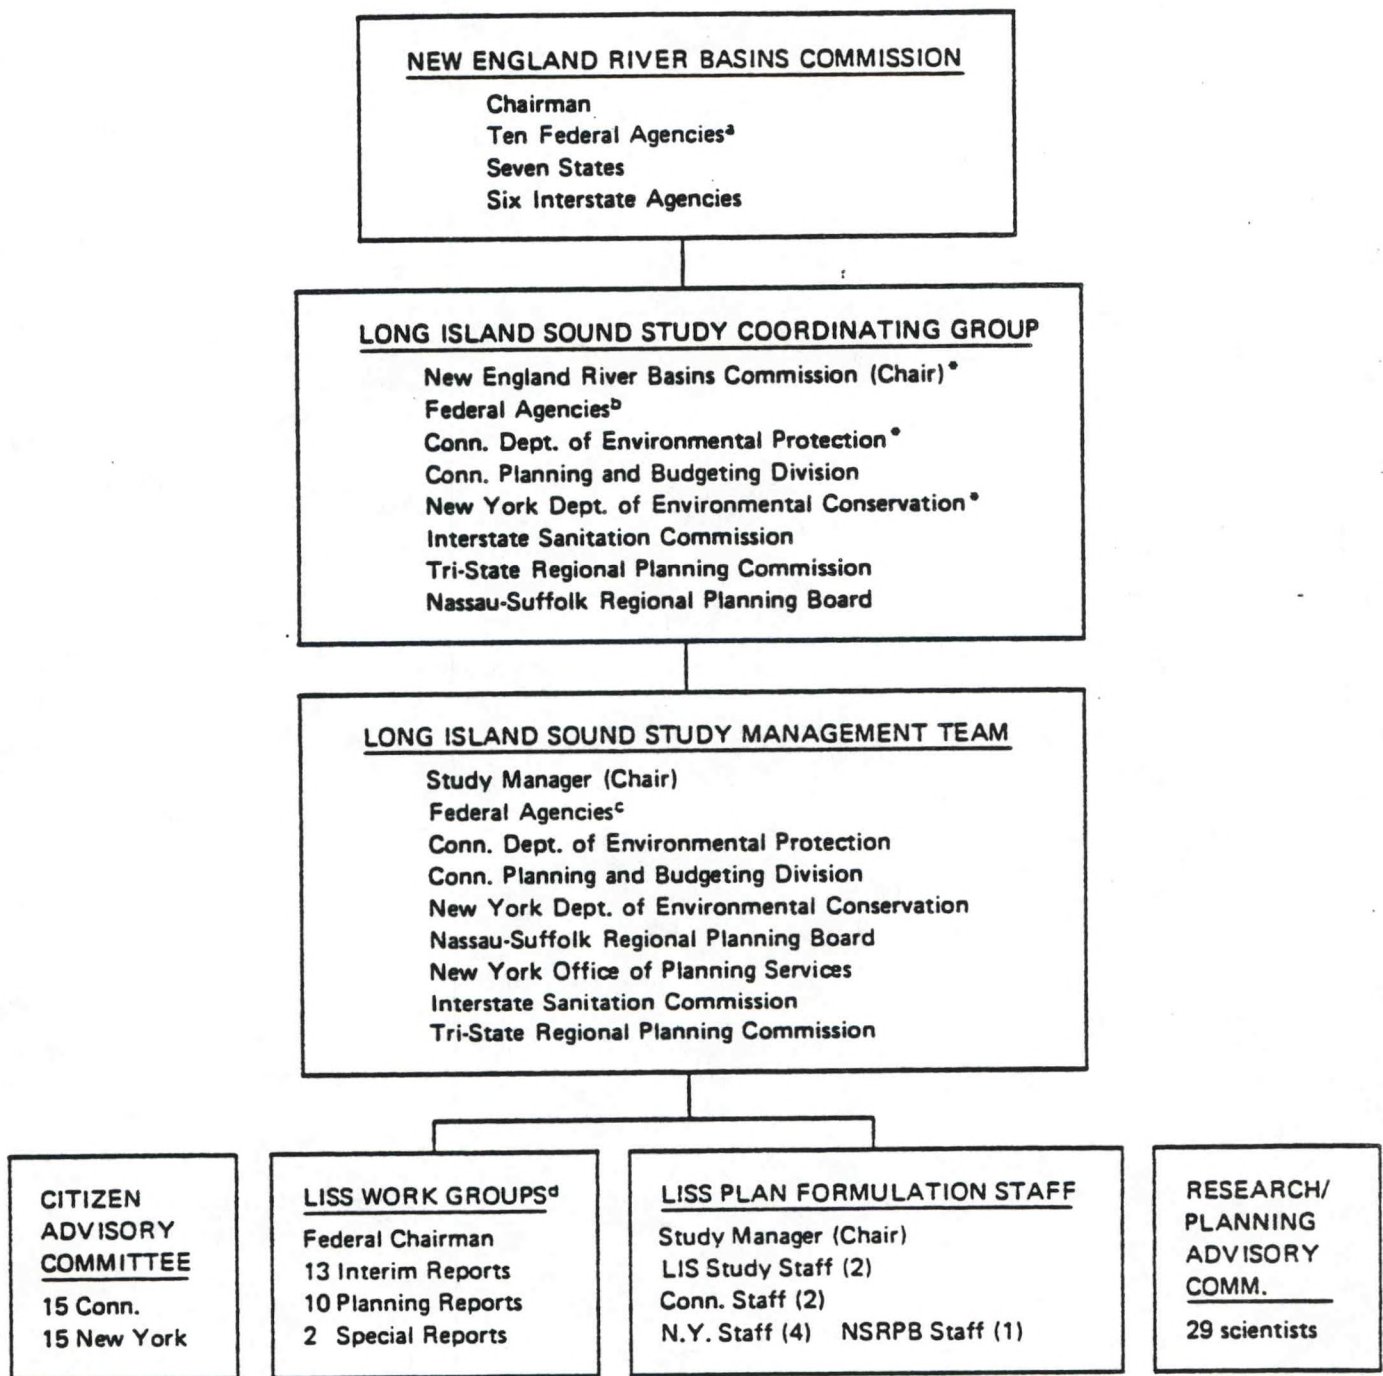 NEW ENGLAND RIVER BASINS COMMISSION
Chairman
Ten Federal Agenciesᵃ
Seven States
Six Interstate Agencies
LONG ISLAND SOUND STUDY COORDINATING GROUP
New England River Basins Commission (Chair)*
Federal Agenciesᵇ
Conn. Dept. of Environmental Protection*
Conn. Planning and Budgeting Division
New York Dept. of Environmental Conservation*
Interstate Sanitation Commission
Tri-State Regional Planning Commission
Nassau-Suffolk Regional Planning Board
LONG ISLAND SOUND STUDY MANAGEMENT TEAM
Study Manager (Chair)
Federal Agenciesᶜ
Conn. Dept. of Environmental Protection
Conn. Planning and Budgeting Division
New York Dept. of Environmental Conservation
Nassau-Suffolk Regional Planning Board
New York Office of Planning Services
Interstate Sanitation Commission
Tri-State Regional Planning Commission
CITIZEN
ADVISORY
COMMITTEE
15 Conn.
15 New York
LISS WORK GROUPSᵈ
Federal Chairman
13 Interim Reports
10 Planning Reports
2 Special Reports
LISS PLAN FORMULATION STAFF
Study Manager (Chair)
LIS Study Staff (2)
Conn. Staff (2)
N.Y. Staff (4) NSRPB Staff (1)
RESEARCH/
PLANNING
ADVISORY
COMM.
29 scientists